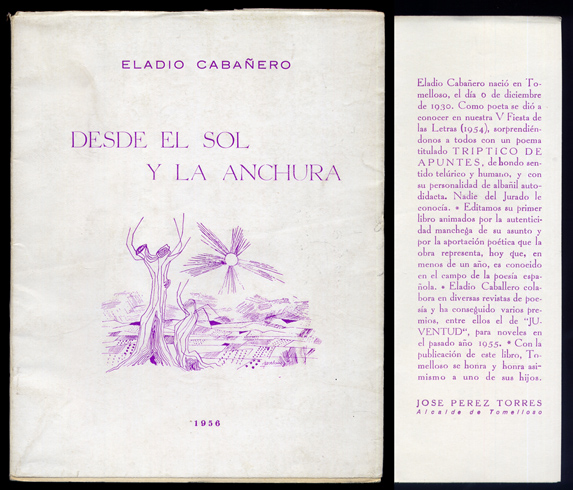 ELADIO CABAÑERO
DESDE EL SOL
Y LA ANCHURA
1956
Eladio Cabañero nació en To-
melloso, el día 6 de diciembre
de 1930. Como poeta se dió a
conocer en nuestra V Fiesta de
las Letras (1954), sorprendién-
donos a todos con un poema
titulado TRIPTICO DE
APUNTES, de hondo sen-
tido telúrico y humano, y con
su personalidad de albañil auto-
didacta. Nadie del Jurado le
conocía. * Editamos su primer
libro animados por la autentici-
dad manchega de su asunto y
por la aportación poética que la
obra representa, hoy que, en
menos de un año, es conocido
en el campo de la poesía espa-
ñola. * Eladio Caballero cola-
bora en diversas revistas de poe-
sía y ha conseguido varios pre-
mios, entre ellos el de "JU-
VENTUD", para noveles en
el pasado año 1955. * Con la
publicación de este libro, To-
melloso se honra y honra asi-
mismo a uno de sus hijos.
JOSE PEREZ TORRES
Alcalde de Tomelloso